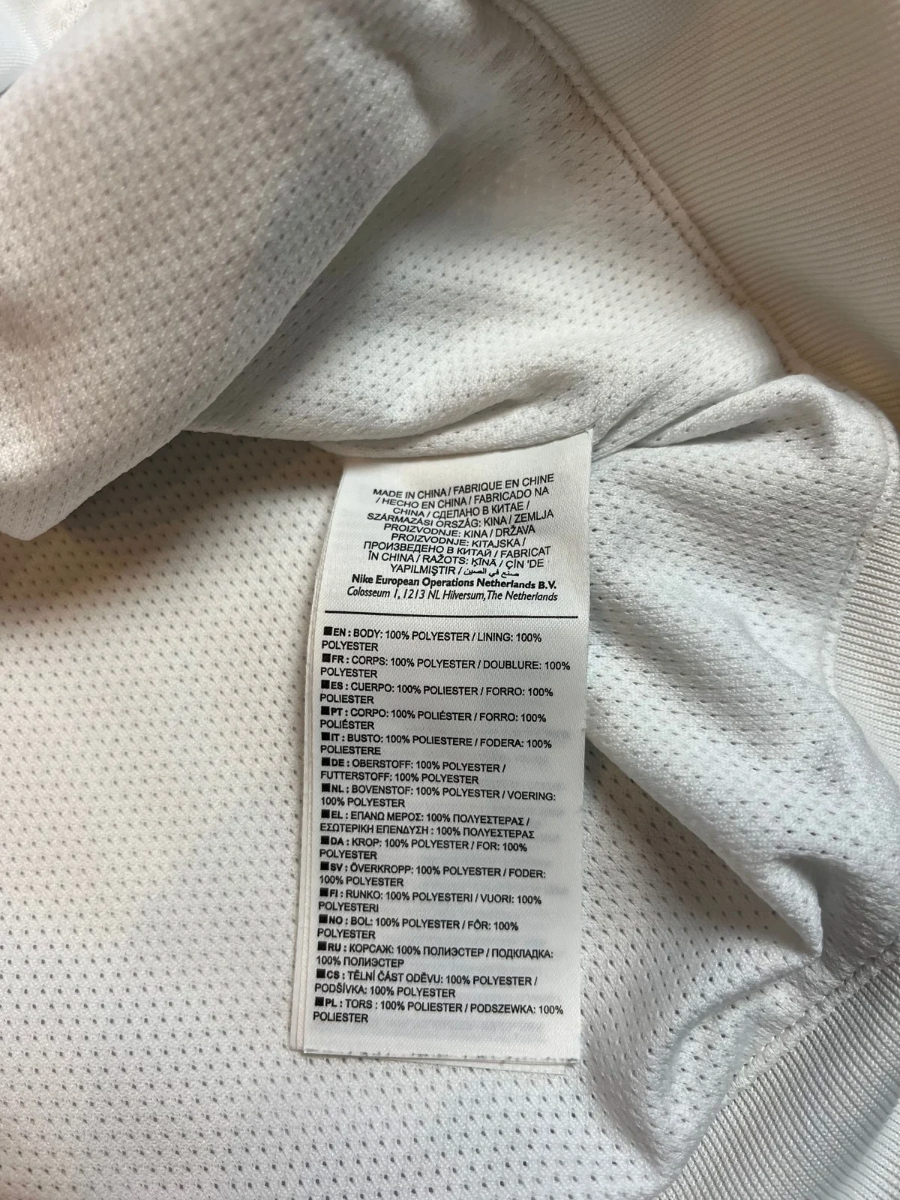 MADE IN CHINA / FABRIQUE EN CHINE
/ HECHO EN CHINA / FABRICADO NA
CHINA / СДЕЛАНО В КИТАЕ /
SZÁRMAZÁSI ORSZÁG: KINA / ZEMLJA
PROIZVODNJE: KINA / DRŽAVA
PROIZVODNJE: KITAJSKA /
ПРОИЗВЕДЕНО В КИТАЙ / FABRICAT
ÎN CHINA / RAŽOTS: ĶĪNA / ÇİN 'DE
YAPILMIŞTIR / صنع في الصين
Nike European Operations Netherlands B.V.
Colosseum 1, 1213 NL Hilversum, The Netherlands
■EN : BODY: 100% POLYESTER / LINING: 100%
POLYESTER
■FR : CORPS: 100% POLYESTER / DOUBLURE: 100%
POLYESTER
■ES : CUERPO: 100% POLIESTER / FORRO: 100%
POLIESTER
■PT : CORPO: 100% POLIÉSTER / FORRO: 100%
POLIÉSTER
■IT : BUSTO: 100% POLIESTERE / FODERA: 100%
POLIESTERE
■DE : OBERSTOFF: 100% POLYESTER /
FUTTERSTOFF: 100% POLYESTER
■NL : BOVENSTOF: 100% POLYESTER / VOERING:
100% POLYESTER
■EL : ΕΠΑΝΩ ΜΕΡΟΣ: 100% ΠΟΛΥΕΣΤΕΡΑΣ /
ΕΣΩΤΕΡΙΚΗ ΕΠΕΝΔΥΣΗ : 100% ΠΟΛΥΕΣΤΕΡΑΣ
■DA : KROP: 100% POLYESTER / FOR: 100%
POLYESTER
■SV : ÖVERKROPP: 100% POLYESTER / FODER:
100% POLYESTER
■FI : RUNKO: 100% POLYESTERI / VUORI: 100%
POLYESTERI
■NO : BOL: 100% POLYESTER / FÔR: 100%
POLYESTER
■RU : КОРСАЖ: 100% ПОЛИЭСТЕР / ПОДКЛАДКА:
100% ПОЛИЭСТЕР
■CS : TĚLNÍ ČÁST ODĚVU: 100% POLYESTER /
PODŠÍVKA: 100% POLYESTER
■PL : TORS : 100% POLIESTER / PODSZEWKA: 100%
POLIESTER